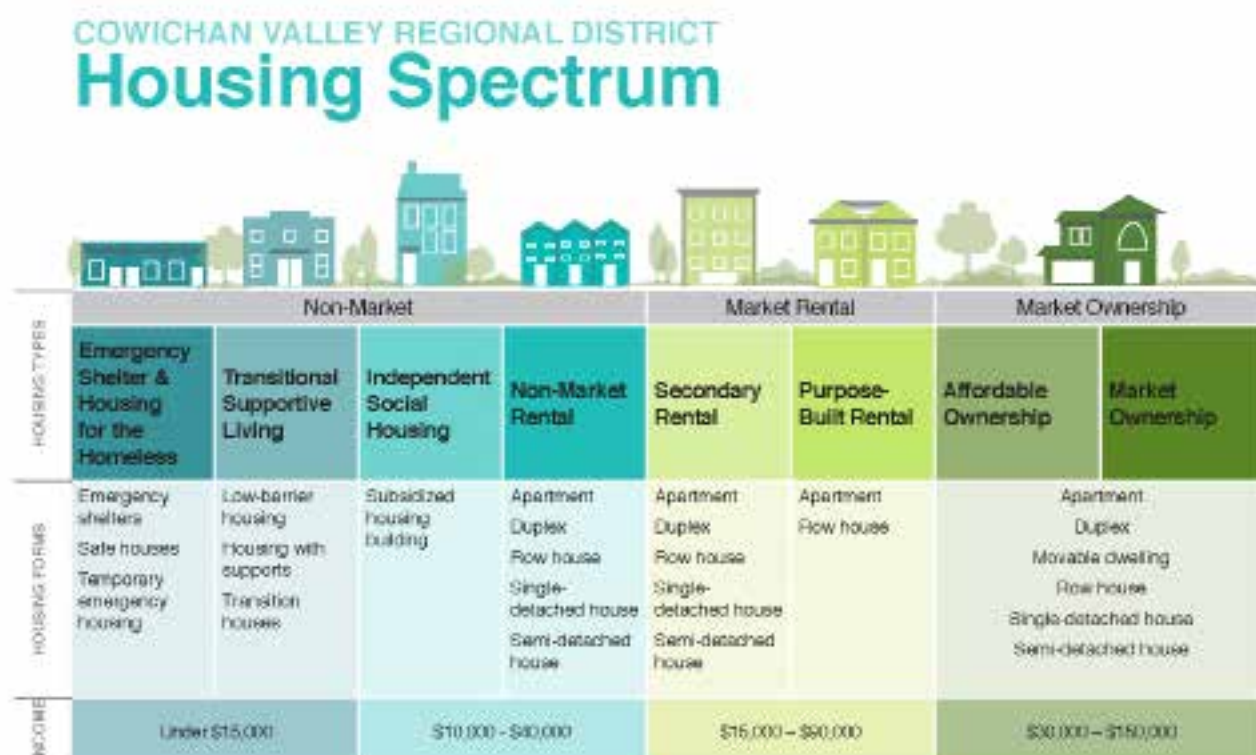 COWICHAN VALLEY REGIONAL DISTRICT
Housing Spectrum
HOUSING TYPES
Non-Market
Market Rental
Market Ownership
Emergency
Shelter &
Housing
for the
Homeless
Transitional
Supportive
Living
Independent
Social
Housing
Non-Market
Rental
Secondary
Rental
Purpose-
Built Rental
Affordable
Ownership
Market
Ownership
HOUSING FORMS
Emergency
shelters
Safe houses
Temporary
emergency
housing
Low-barrier
housing
Housing with
supports
Transition
houses
Subsidized
housing
building
Apartment
Duplex
Row house
Single-
detached house
Semi-detached
house
Apartment
Duplex
Row house
Single-
detached house
Semi-detached
house
Apartment
Row house
Apartment
Duplex
Movable dwelling
Row house
Single-detached house
Semi-detached house
INCOME
Under $15,000
$10,000 - $40,000
$15,000 – $90,000
$30,000 – $150,000